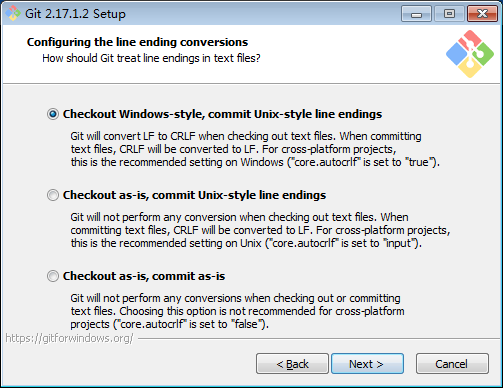 Git 2.17.1.2 Setup
Configuring the line ending conversions
How should Git treat line endings in text files?
Checkout Windows-style, commit Unix-style line endings
Git will convert LF to CRLF when checking out text files. When committing
text files, CRLF will be converted to LF. For cross-platform projects,
this is the recommended setting on Windows ("core.autocrlf" is set to "true").
Checkout as-is, commit Unix-style line endings
Git will not perform any conversion when checking out text files. When
committing text files, CRLF will be converted to LF. For cross-platform projects,
this is the recommended setting on Unix ("core.autocrlf" is set to "input").
Checkout as-is, commit as-is
Git will not perform any conversions when checking out or committing
text files. Choosing this option is not recommended for cross-platform
projects ("core.autocrlf" is set to "false").
https://gitforwindows.org/
< Back
Next >
Cancel